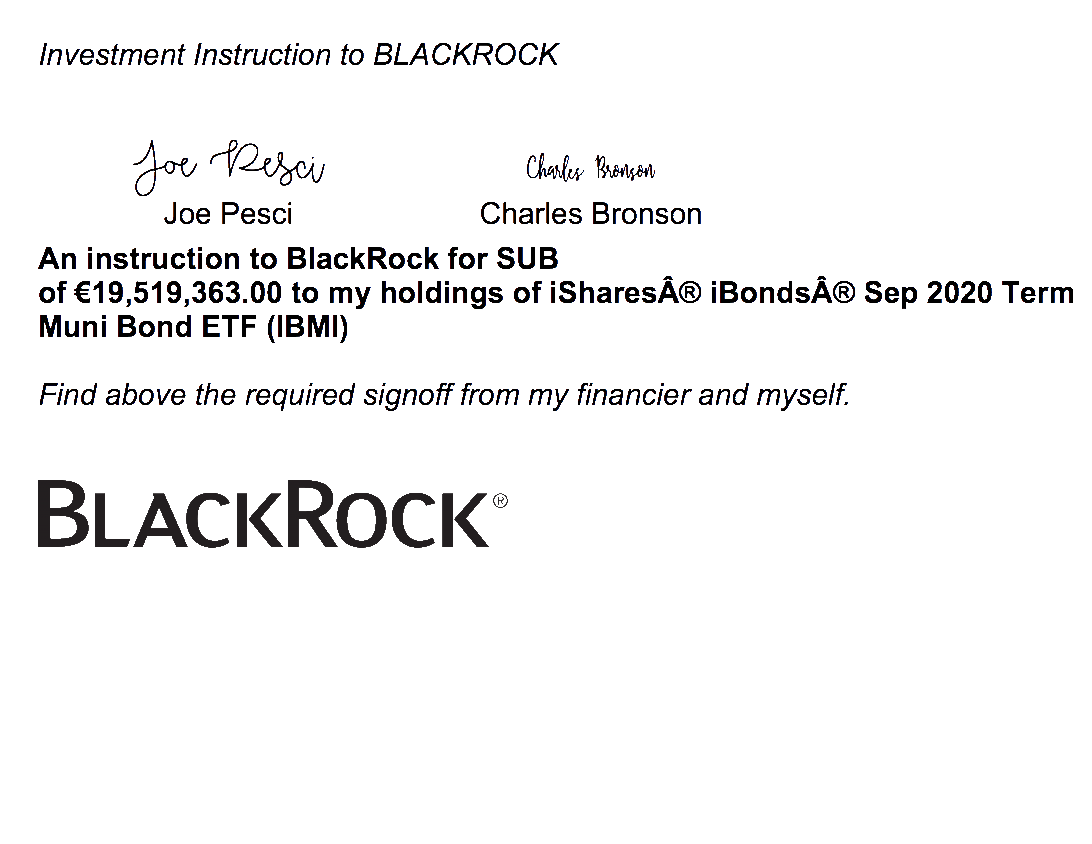 Investment Instruction to BLACKROCK
Joe Pesci Charles Bronson
Joe Pesci Charles Bronson
An instruction to BlackRock for SUB
of €19,519,363.00 to my holdings of iSharesÂ® iBondsÂ® Sep 2020 Term
Muni Bond ETF (IBMI)
Find above the required signoff from my financier and myself.
BLACKROCK®